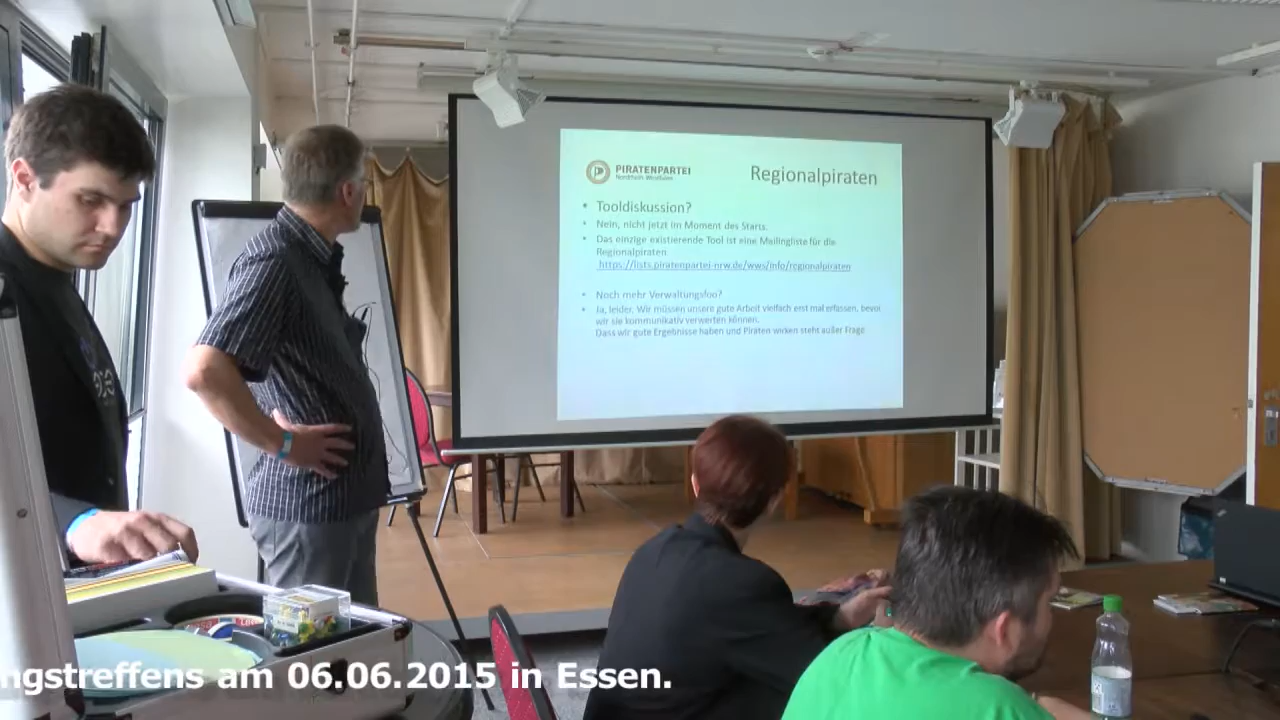 PIRATENPARTEI
Nordrhein-Westfalen
Regionalpiraten
• Tooldiskussion?
• Nein, nicht jetzt im Moment des Starts.
• Das einzige existierende Tool ist eine Mailingliste für die
Regionalpiraten
https://lists.piratenpartei-nrw.de/wws/info/regionalpiraten
• Noch mehr Verwaltungsfoo?
• Ja, leider. Wir müssen unsere gute Arbeit vielfach erst mal erfassen, bevor
wir sie kommunikativ verwerten können.
Dass wir gute Ergebnisse haben und Piraten wirken steht außer Frage
ngstreffens am 06.06.2015 in Essen.